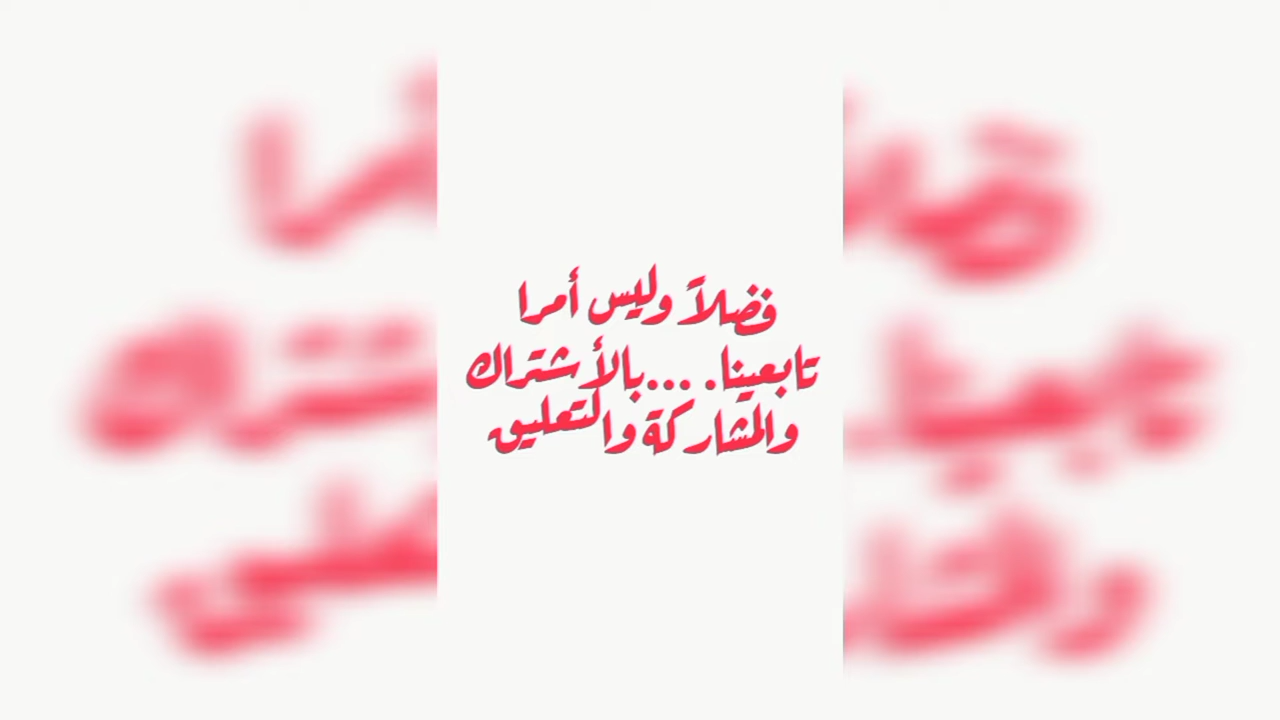 فضلاً وليس أمرا
تابعينا. ...بالأشتراك
والمشاركة والتعليق